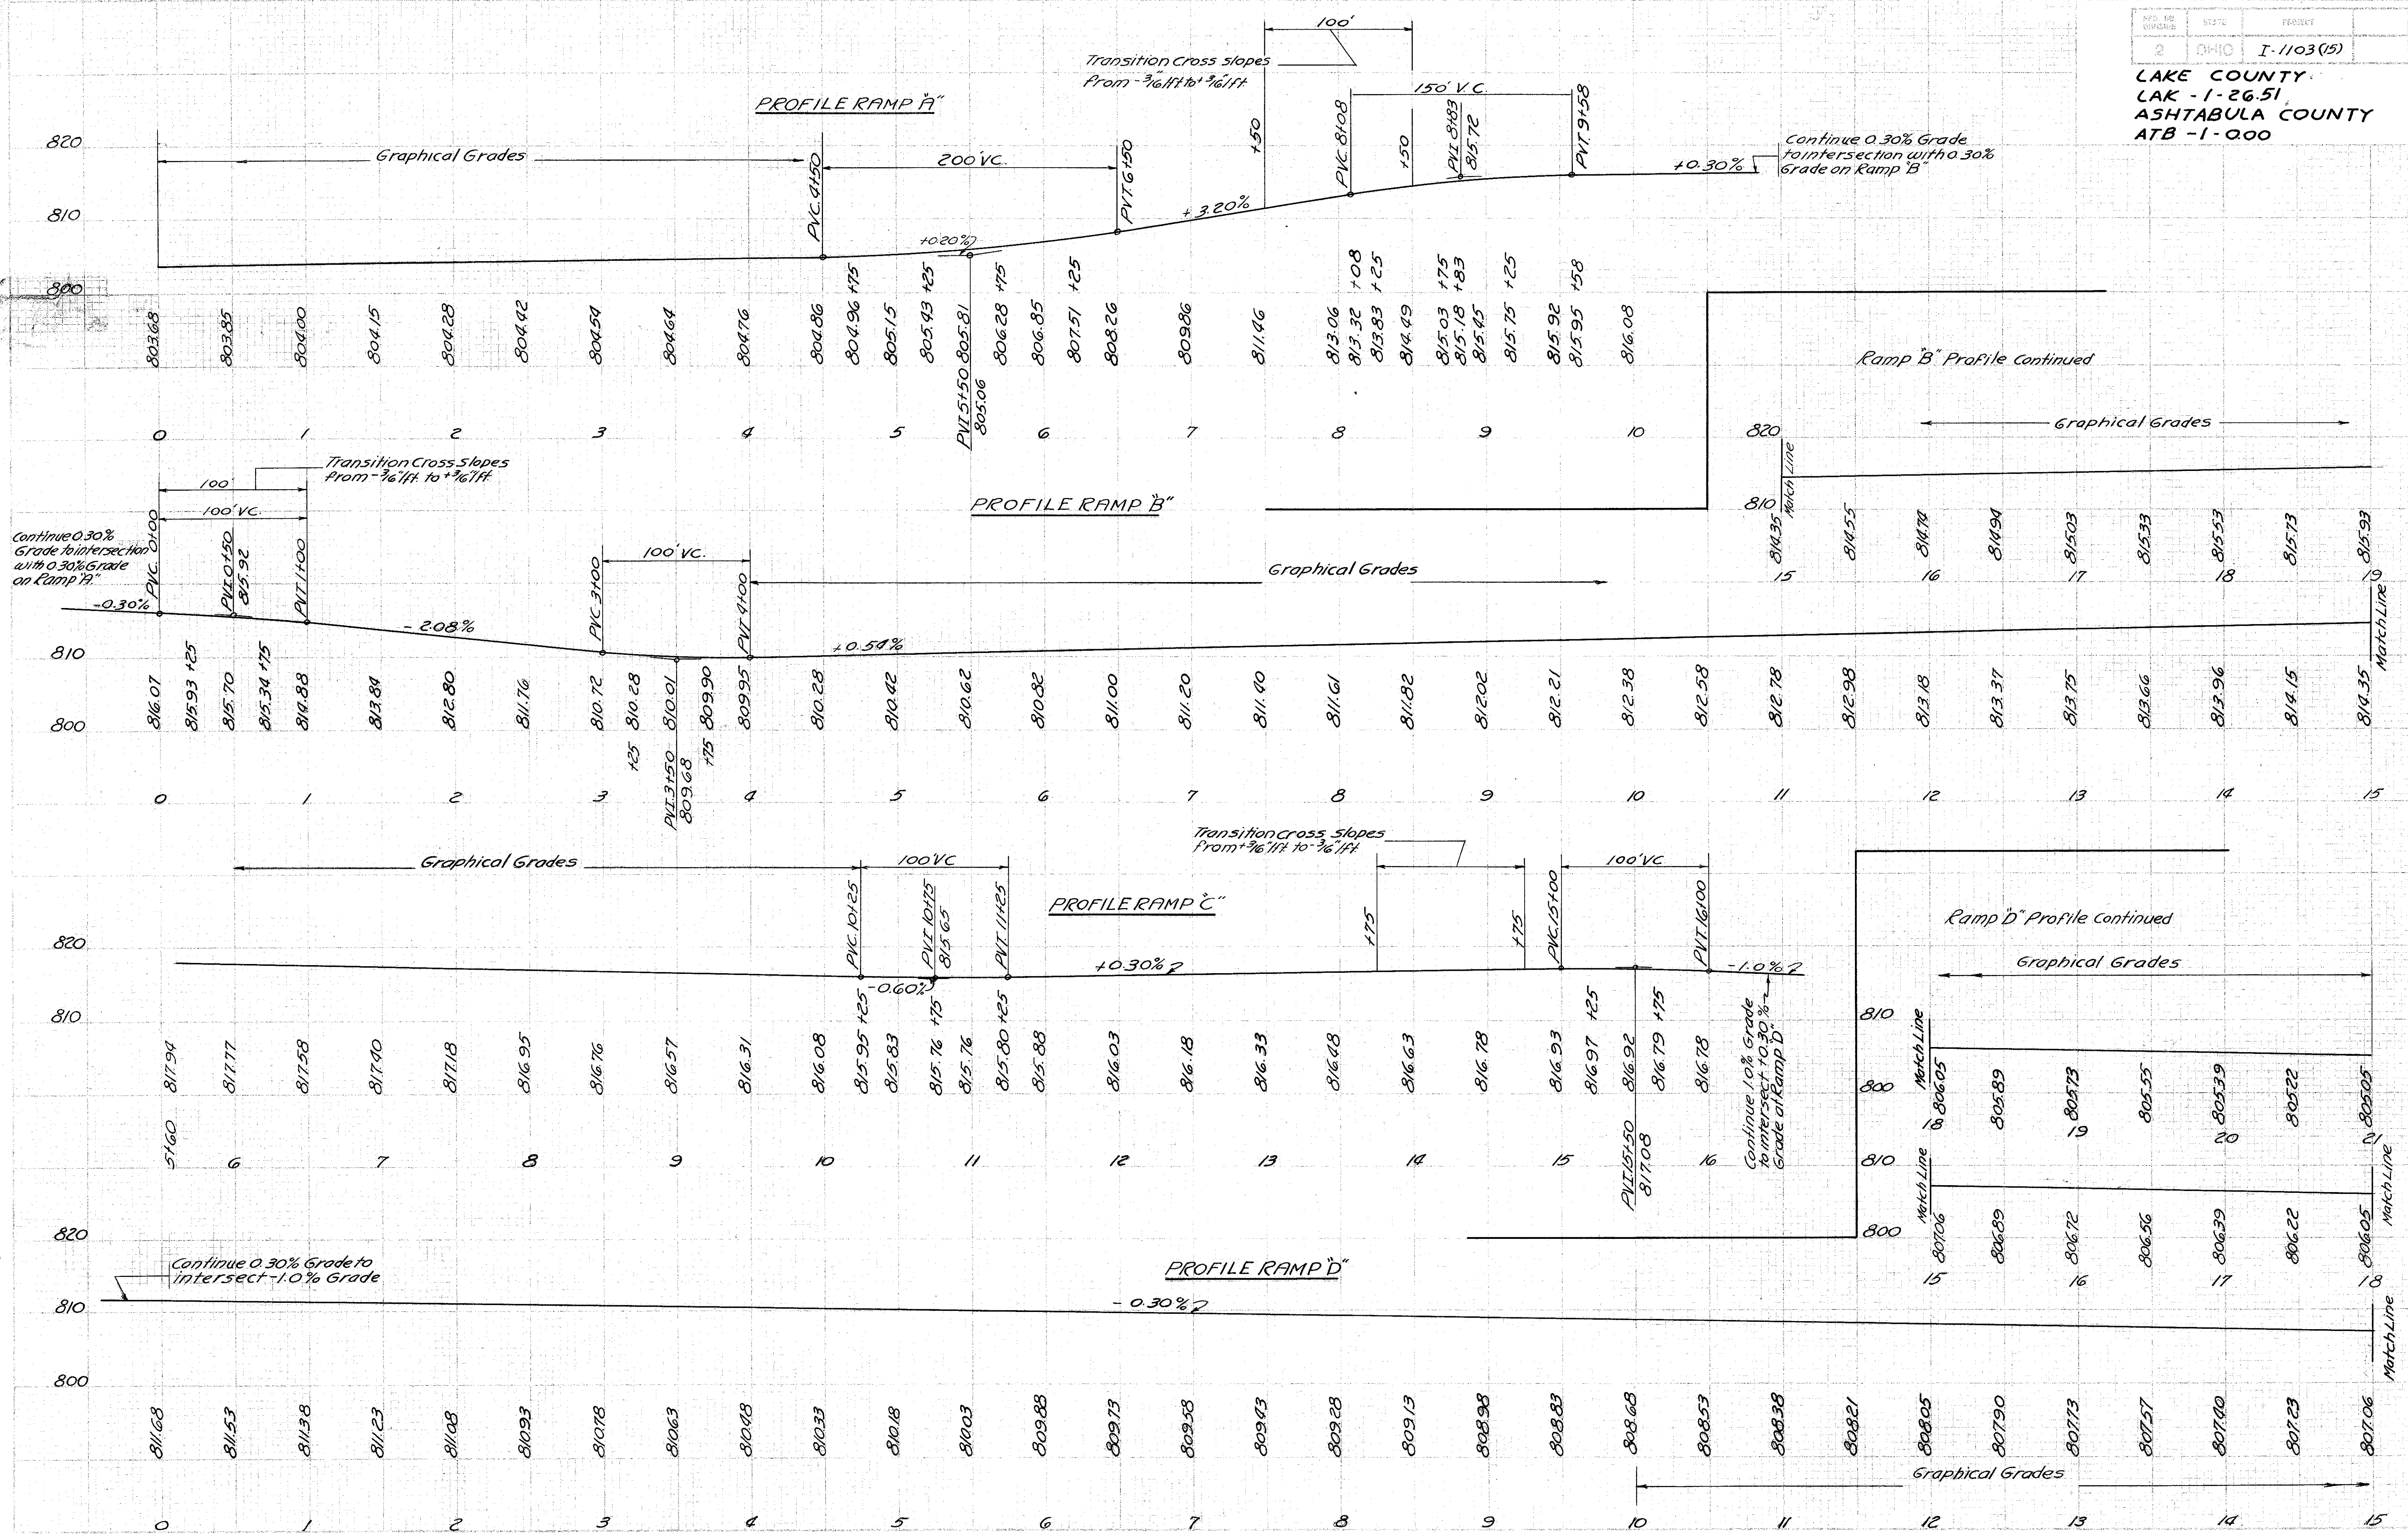 FED. RD. DIVISION STATE PROJECT
2 OHIO I-1103(15)
LAKE COUNTY
LAK - 1 - 26.51
ASHTABULA COUNTY
ATB - 1 - 0.00
PROFILE RAMP "A"
100'
Transition Cross slopes
from -3/16"/ft to +3/16"/ft
150' V.C.
820
810
800
Graphical Grades
PVC. 4+50
200' VC.
PVT 6+50
+50
PVC. 8+08
+50
PVI 8+83
815.72
PVT. 9+58
+0.20%
+3.20%
+0.30%
Continue 0.30% Grade
to intersection with 0.30%
Grade on Ramp "B"
+75 +25 +75 +25 +08 +25 +75 +83 +25 +58
803.68 803.85 804.00 804.15 804.28 804.42 804.54 804.64 804.76 804.86 804.96 805.15 805.43 805.81 806.28 806.85 807.51 808.26 809.86 811.46 813.06 813.32 813.83 814.49 815.03 815.18 815.45 815.75 815.92 815.95 816.08
PVI 5+50
805.06
0 1 2 3 4 5 6 7 8 9 10
Ramp "B" Profile Continued
Graphical Grades
820
810
Match Line
814.35 814.55 814.74 814.94 815.03 815.33 815.53 815.73 815.93
15 16 17 18 19
Match Line
PROFILE RAMP "B"
Transition Cross Slopes
from -3/16"/ft. to +3/16"/ft.
100'
100' VC.
Continue 0.30%
Grade to intersection
with 0.30% Grade
on Ramp "A"
PVC. 0+00
PVI. 0+50
815.92
PVT 1+00
PVC. 3+00
100' VC.
PVT 4+00
Graphical Grades
-0.30%
-2.08%
+0.54%
810
800
+25 +75
816.07 815.93 815.70 815.34 814.88 813.84 812.80 811.76 810.72 810.28 810.01 809.90 809.95 810.28 810.42 810.62 810.82 811.00 811.20 811.40 811.61 811.82 812.02 812.21 812.38 812.58 812.78 812.98 813.18 813.37 813.75 813.66 813.96 814.15 814.35
+25 +75
PVI. 3+50
809.68
0 1 2 3 4 5 6 7 8 9 10 11 12 13 14 15
PROFILE RAMP "C"
Graphical Grades
100' VC
Transition cross slopes
from +3/16"/ft to -3/16"/ft
100' VC
PVC. 10+25
PVI 10+75
815.65
PVT. 11+25
+75
+75
PVC. 15+00
PVT. 16+00
820
810
-0.60%
+0.30%
-1.0%
+25 +75 +25 +25 +75
817.94 817.77 817.58 817.40 817.18 816.95 816.76 816.57 816.31 816.08 815.95 815.83 815.76 815.76 815.80 815.88 816.03 816.18 816.33 816.48 816.63 816.78 816.93 816.97 816.92 816.79 816.78
PVI. 15+50
817.08
Continue 1.0% Grade
to intersect +0.30%
Grade at Ramp "D"
5+60 6 7 8 9 10 11 12 13 14 15 16
Ramp "D" Profile Continued
Graphical Grades
810
800
Match Line
806.05 805.89 805.73 805.55 805.39 805.22 805.05
18 19 20 21
Match Line
810
800
Match Line
807.06 806.89 806.72 806.56 806.39 806.22 806.05
15 16 17 18
Match Line
PROFILE RAMP "D"
820
810
800
Continue 0.30% Grade to
intersect -1.0% Grade
-0.30%
811.68 811.53 811.38 811.23 811.08 810.93 810.78 810.63 810.48 810.33 810.18 810.03 809.88 809.73 809.58 809.43 809.28 809.13 808.98 808.83 808.68 808.53 808.38 808.21 808.05 807.90 807.73 807.57 807.40 807.23 807.06
Graphical Grades
0 1 2 3 4 5 6 7 8 9 10 11 12 13 14 15